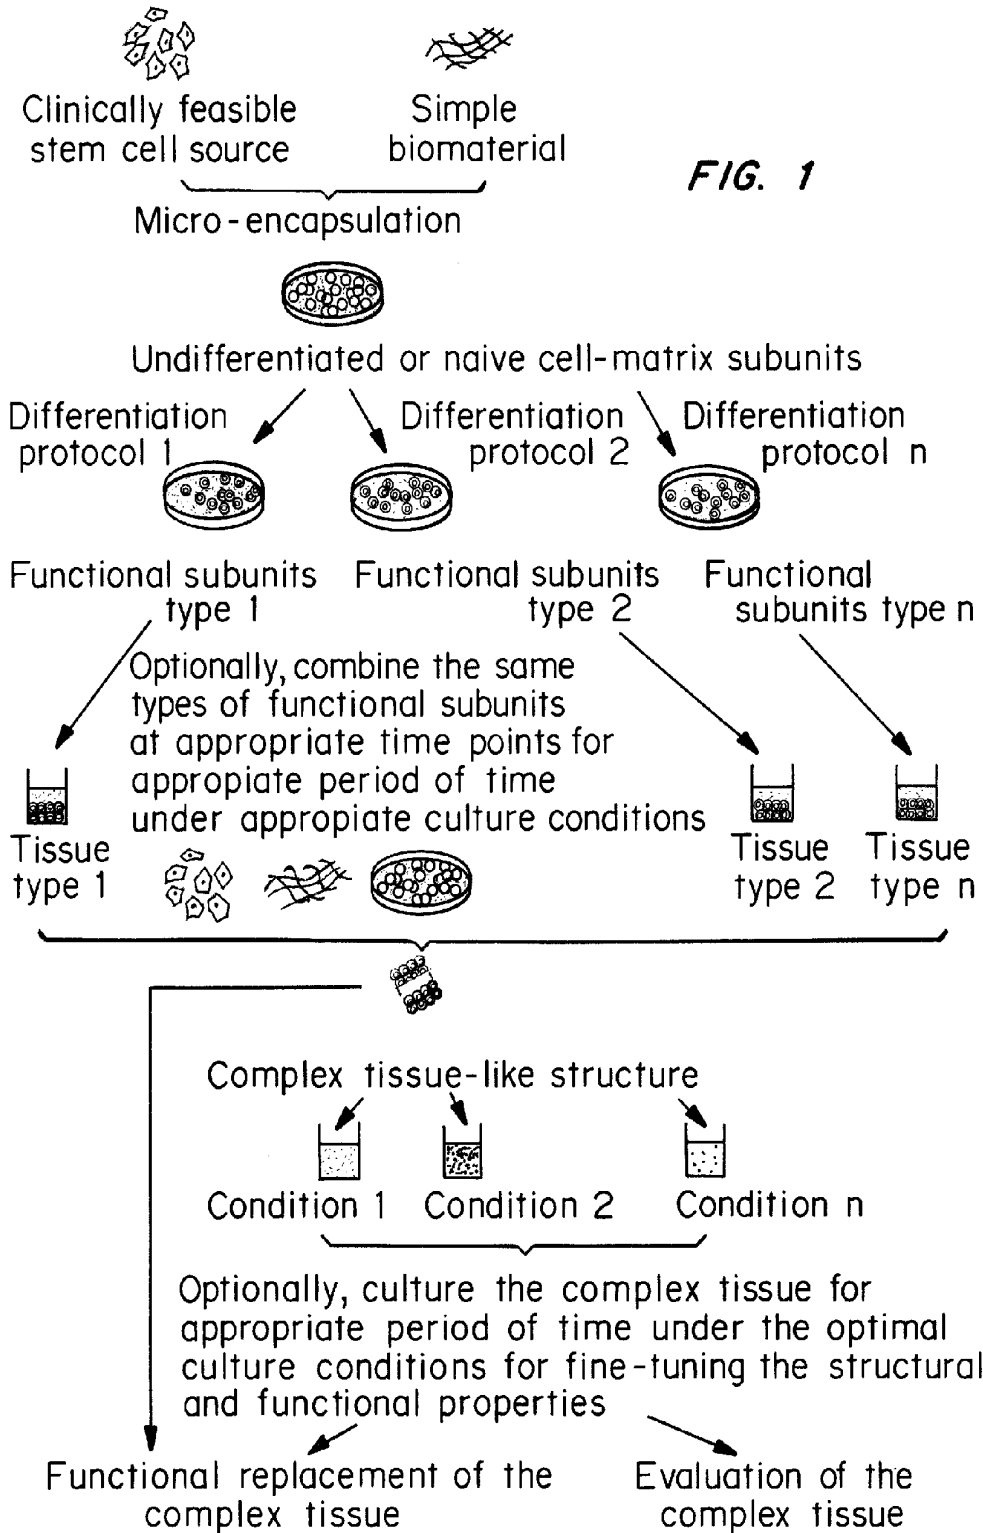 Clinically feasible
stem cell source
Simple
biomaterial
FIG. 1
Micro-encapsulation
Undifferentiated or naive cell-matrix subunits
Differentiation
protocol 1
Differentiation
protocol 2
Differentiation
protocol n
Functional subunits
type 1
Functional subunits
type 2
Functional
subunits type n
Optionally, combine the same
types of functional subunits
at appropriate time points for
appropiate period of time
under appropiate culture conditions
Tissue
type 1
Tissue
type 2
Tissue
type n
Complex tissue-like structure
Condition 1
Condition 2
Condition n
Optionally, culture the complex tissue for
appropriate period of time under the optimal
culture conditions for fine-tuning the structural
and functional properties
Functional replacement of the
complex tissue
Evaluation of the
complex tissue